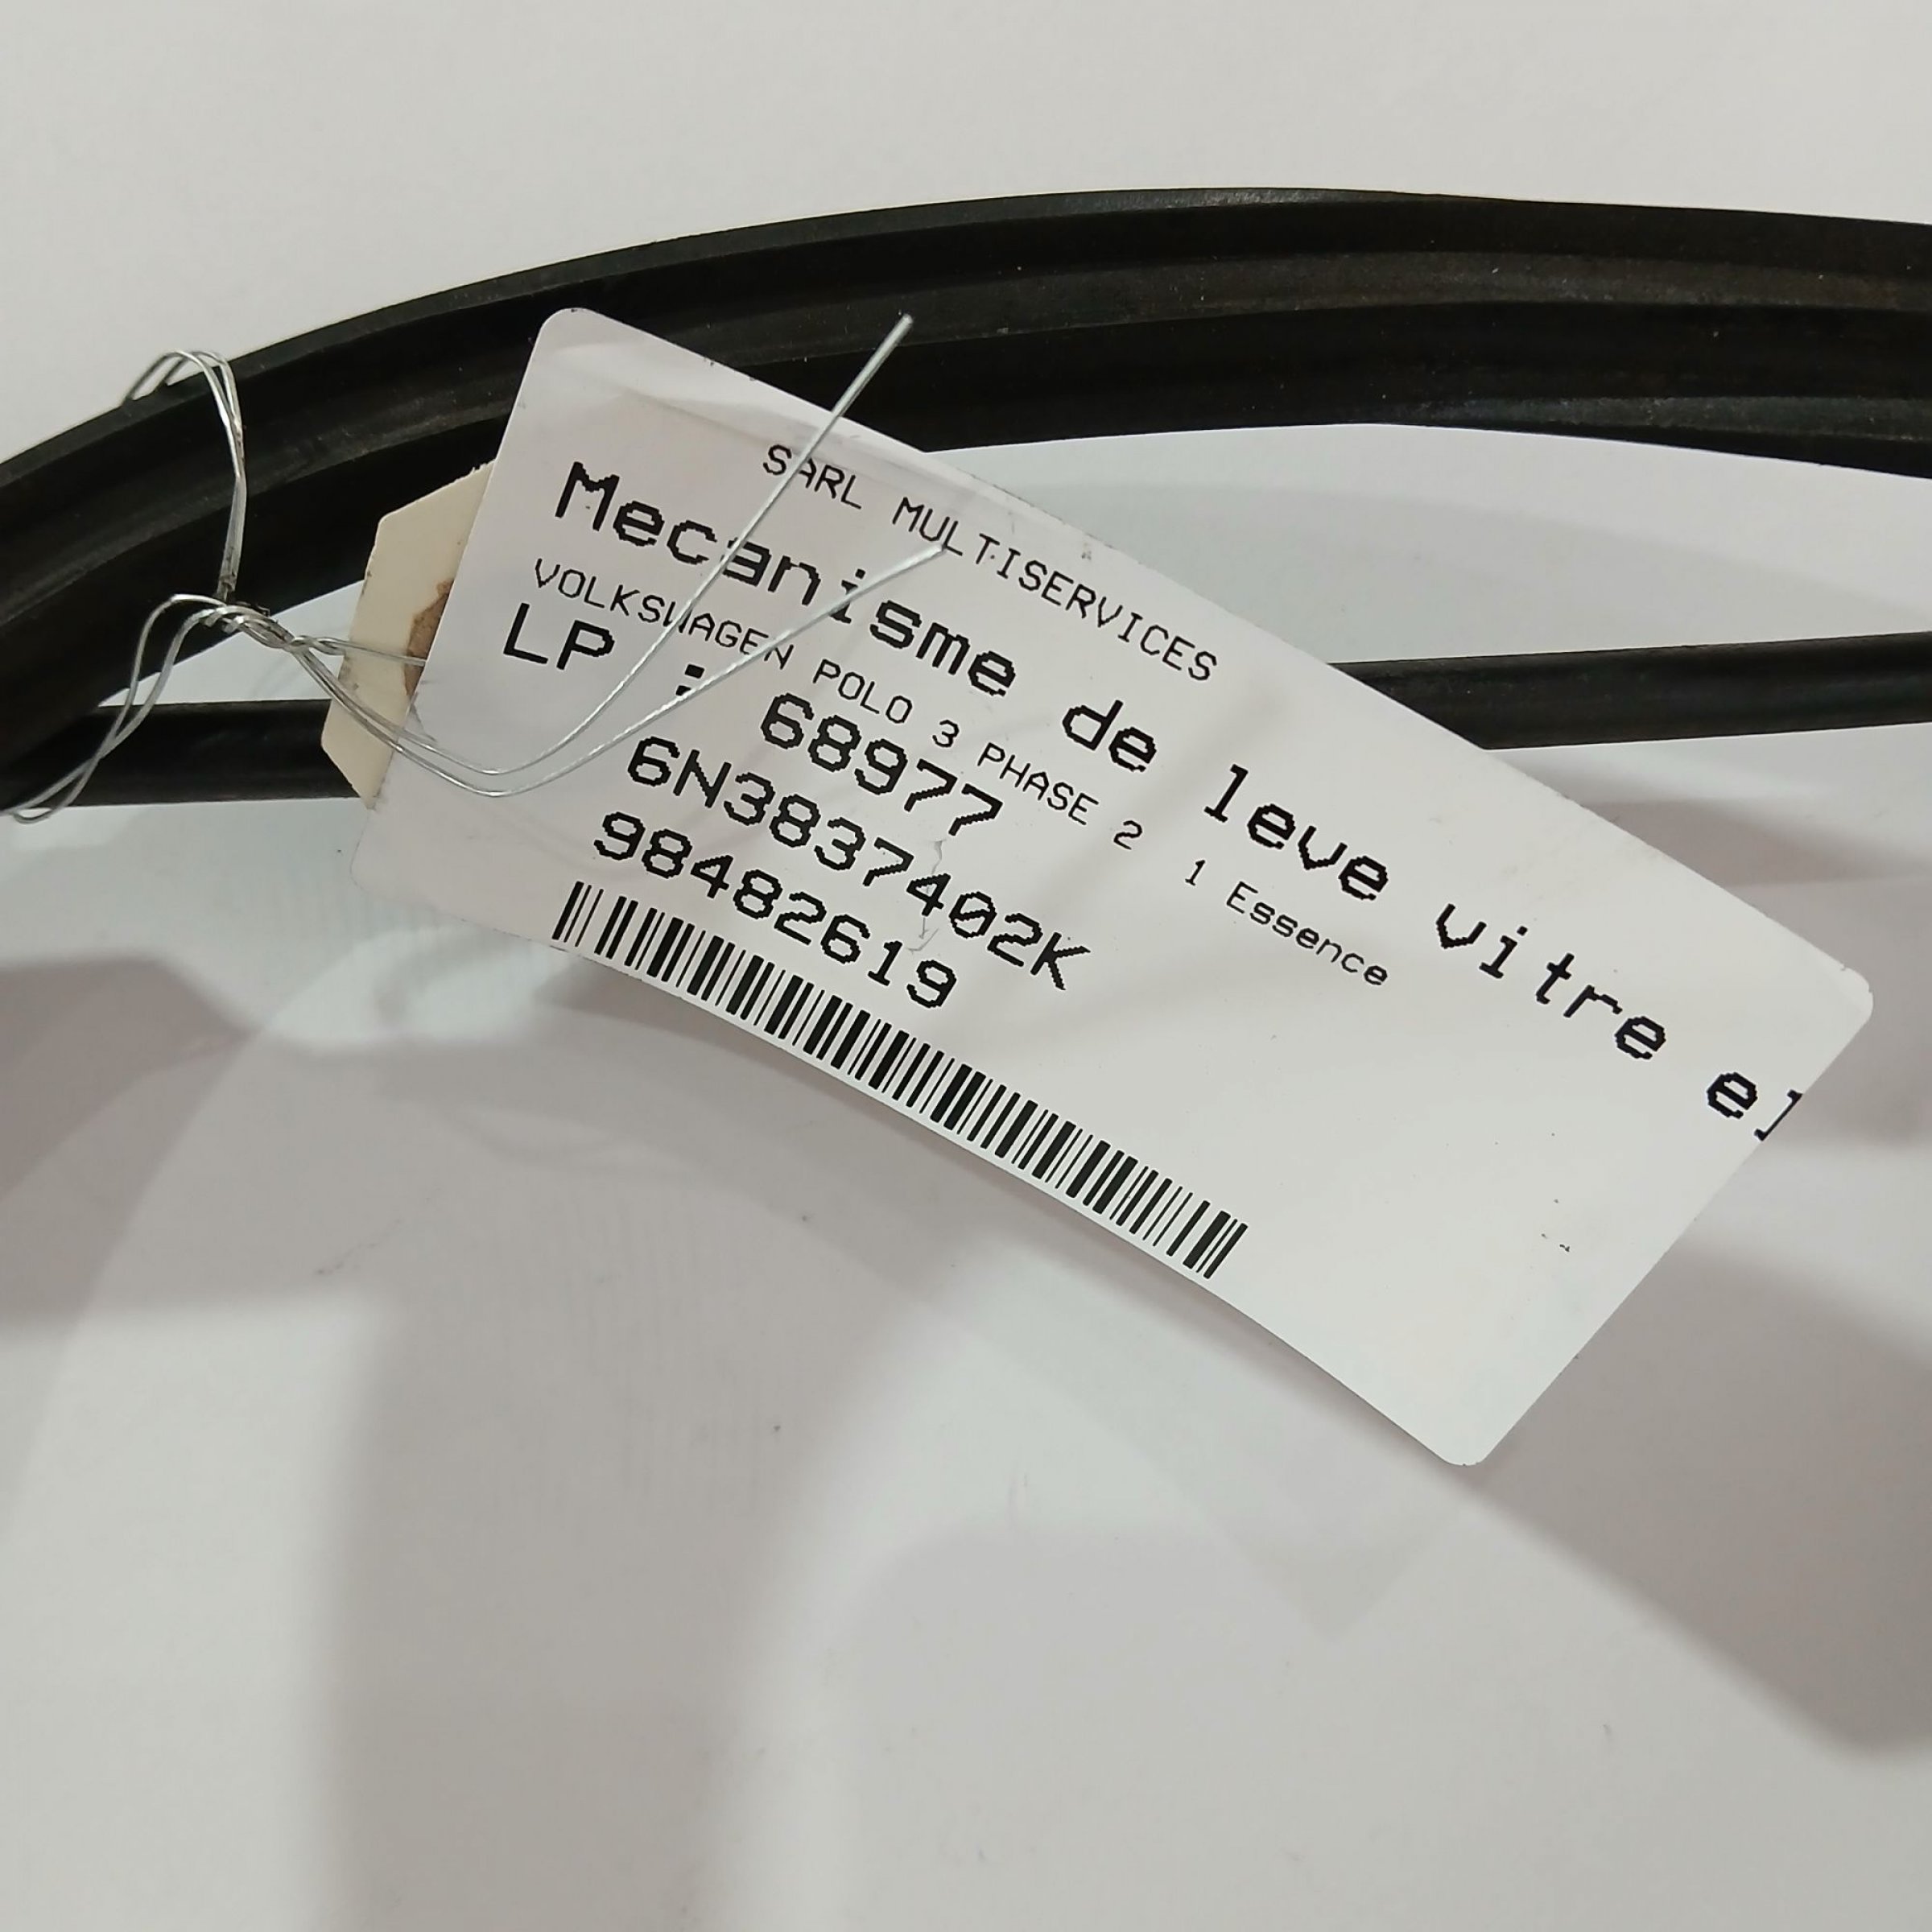 SARL MULTISERVICES
Mecanisme de leve vitre el
VOLKSWAGEN POLO 3 PHASE 2 1 Essence
LP : 68977
6N3837402K
98482619